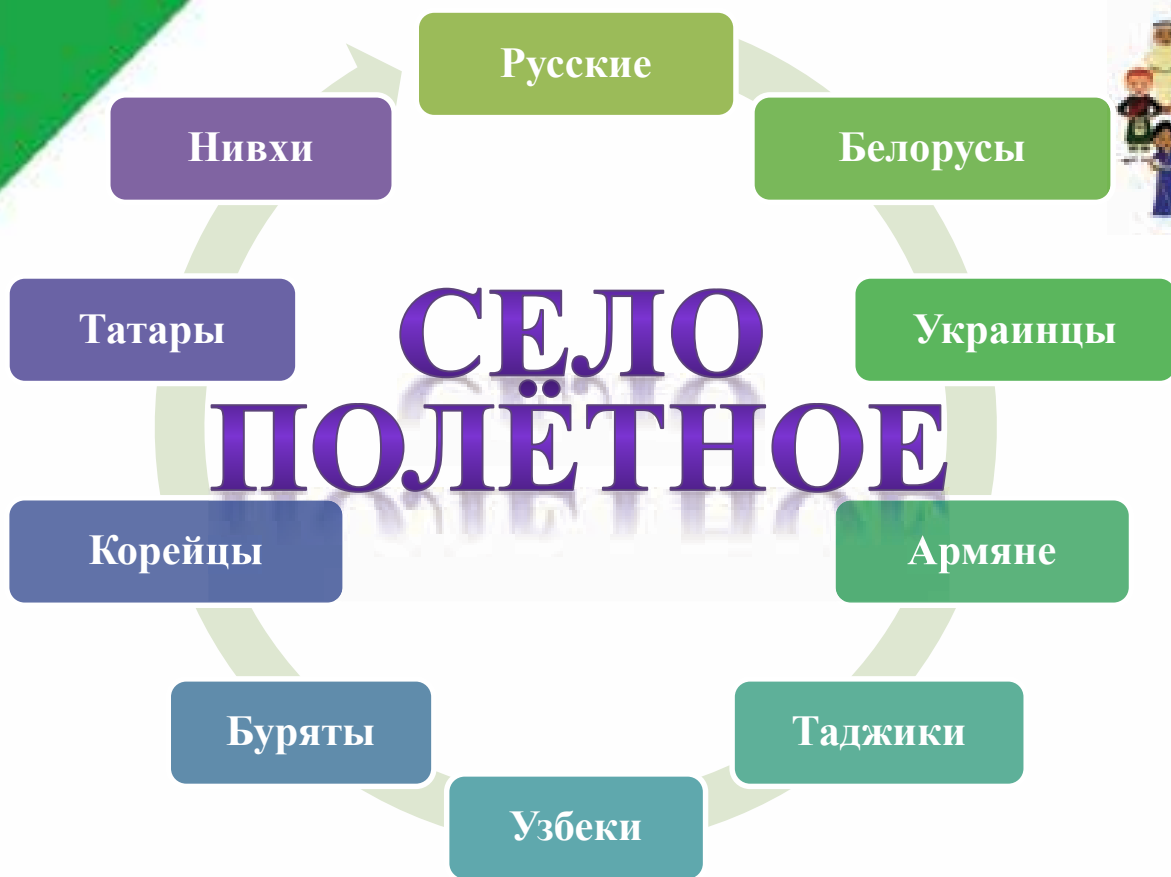 Русские
Белорусы
Украинцы
Армяне
Таджики
Узбеки
Буряты
Корейцы
Татары
Нивхи
СЕЛО
ПОЛЁТНОЕ